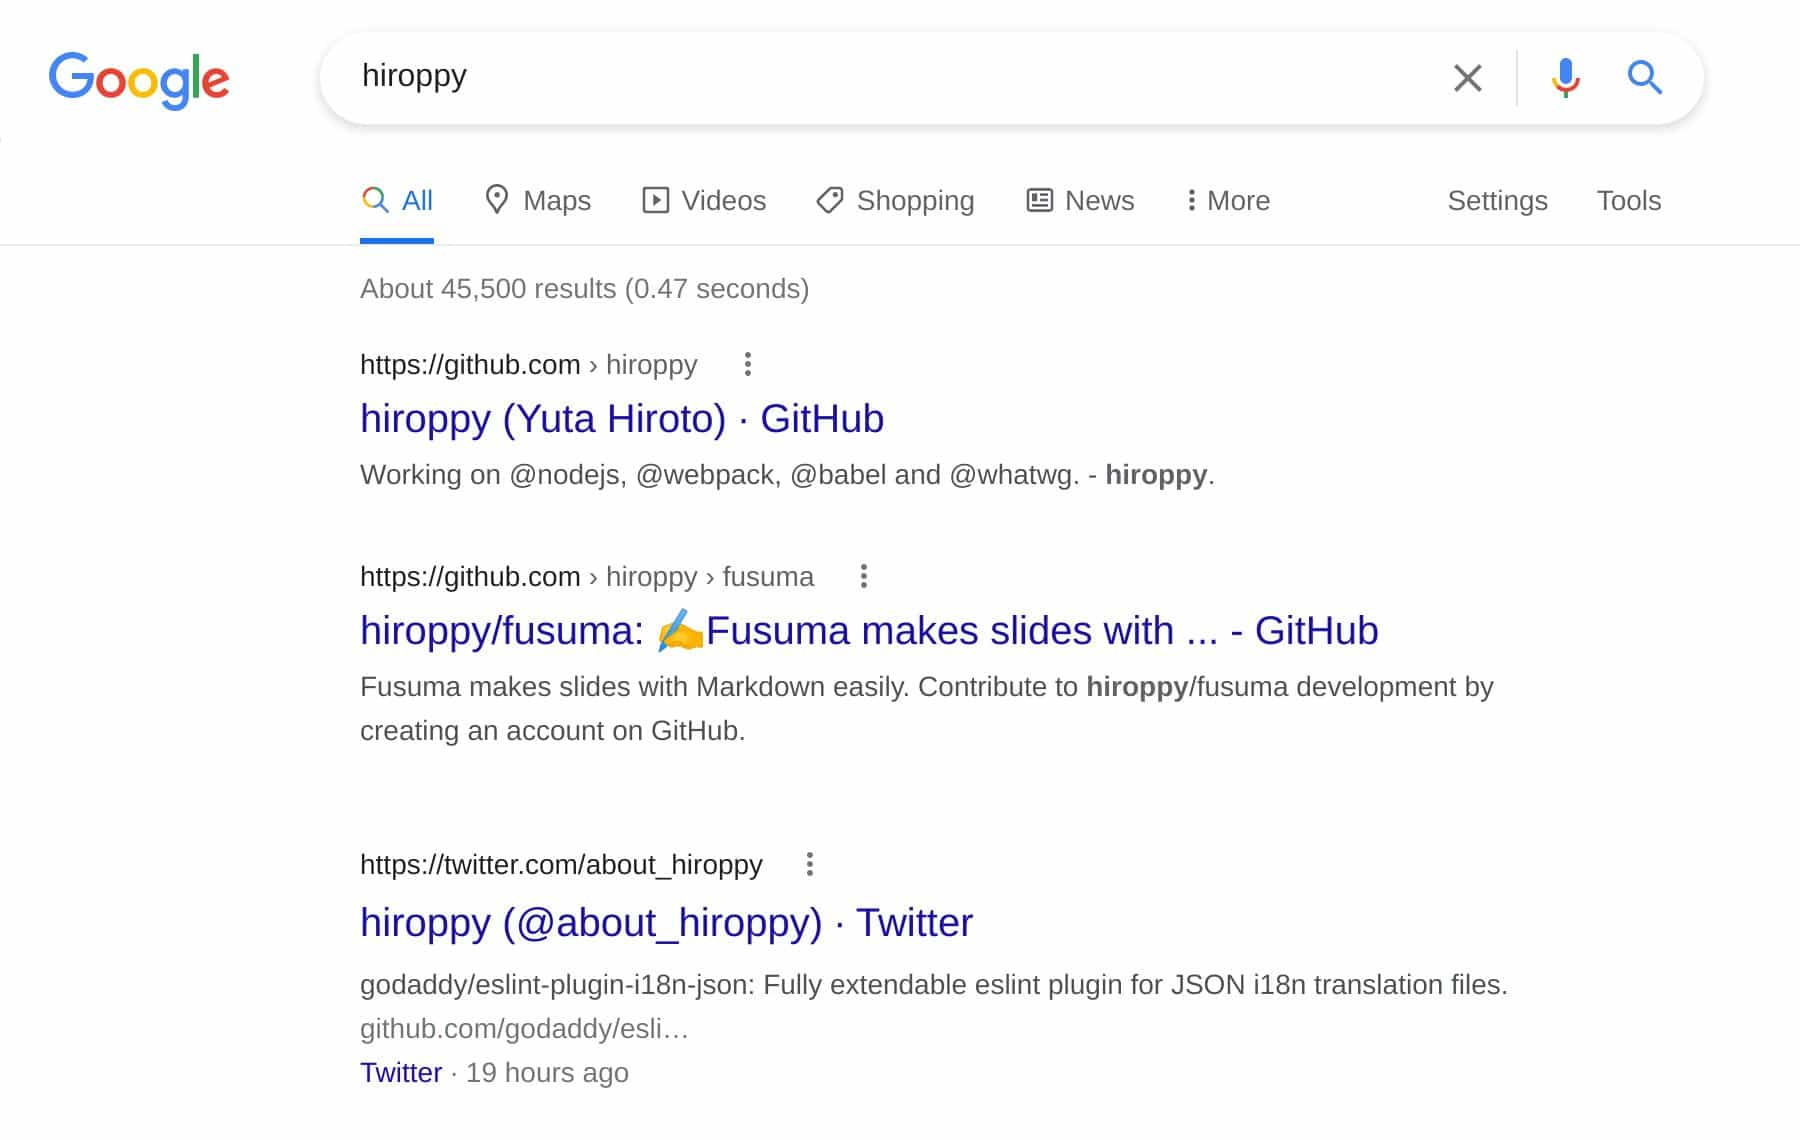 Google
hiroppy
All Maps Videos Shopping News More Settings Tools
About 45,500 results (0.47 seconds)
https://github.com › hiroppy
hiroppy (Yuta Hiroto) · GitHub
Working on @nodejs, @webpack, @babel and @whatwg. - hiroppy.
https://github.com › hiroppy › fusuma
hiroppy/fusuma: ✍Fusuma makes slides with ... - GitHub
Fusuma makes slides with Markdown easily. Contribute to hiroppy/fusuma development by
creating an account on GitHub.
https://twitter.com/about_hiroppy
hiroppy (@about_hiroppy) · Twitter
godaddy/eslint-plugin-i18n-json: Fully extendable eslint plugin for JSON i18n translation files.
github.com/godaddy/esli…
Twitter · 19 hours ago